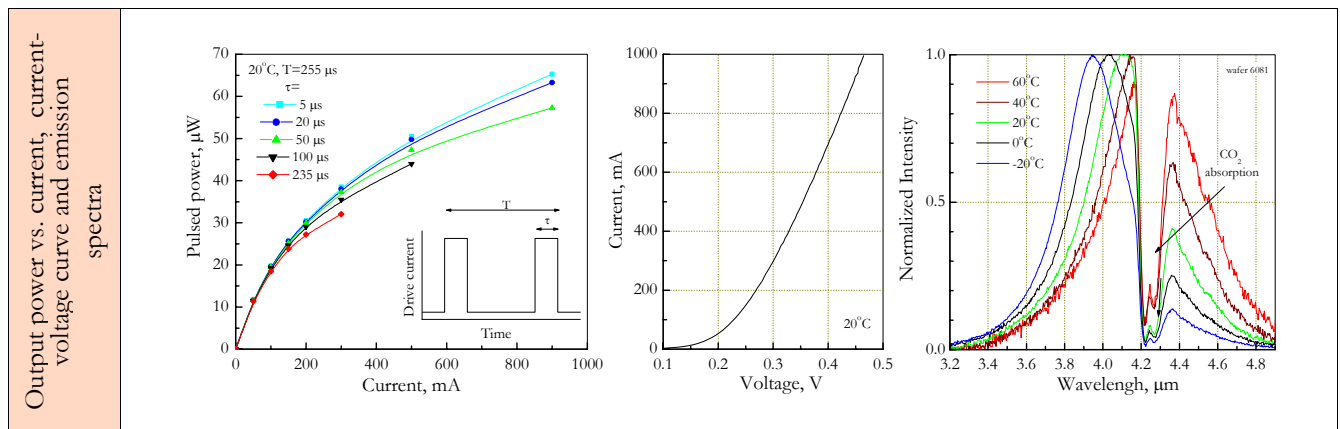 Output power vs. current, current-
voltage curve and emission
spectra
Pulsed power, µW
70
60
50
40
30
20
10
0
20°C, T=255 µs
τ=
5 µs
20 µs
50 µs
100 µs
235 µs
T
τ
Drive current
Time
0 200 400 600 800 1000
Current, mA
Current, mA
1000
800
600
400
200
0
20°C
0.1 0.2 0.3 0.4 0.5
Voltage, V
Normalized Intensity
1.0
0.5
0.0
wafer 6081
60°C
40°C
20°C
0°C
-20°C
CO2
absorption
3.2 3.4 3.6 3.8 4.0 4.2 4.4 4.6 4.8
Wavelengh, µm